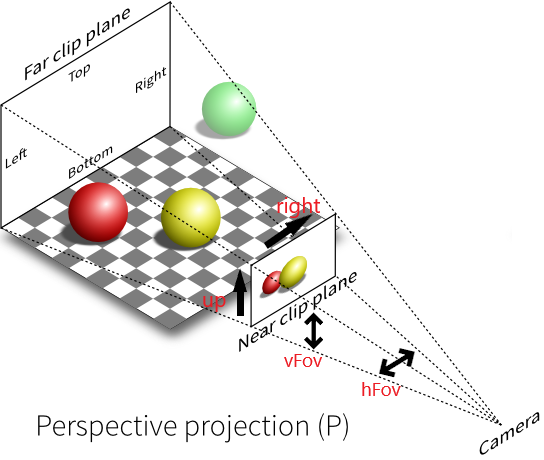 Far clip plane
Top
Right
Left
Bottom
right
up
Near clip plane
vFov
hFov
Perspective projection (P)
Camera